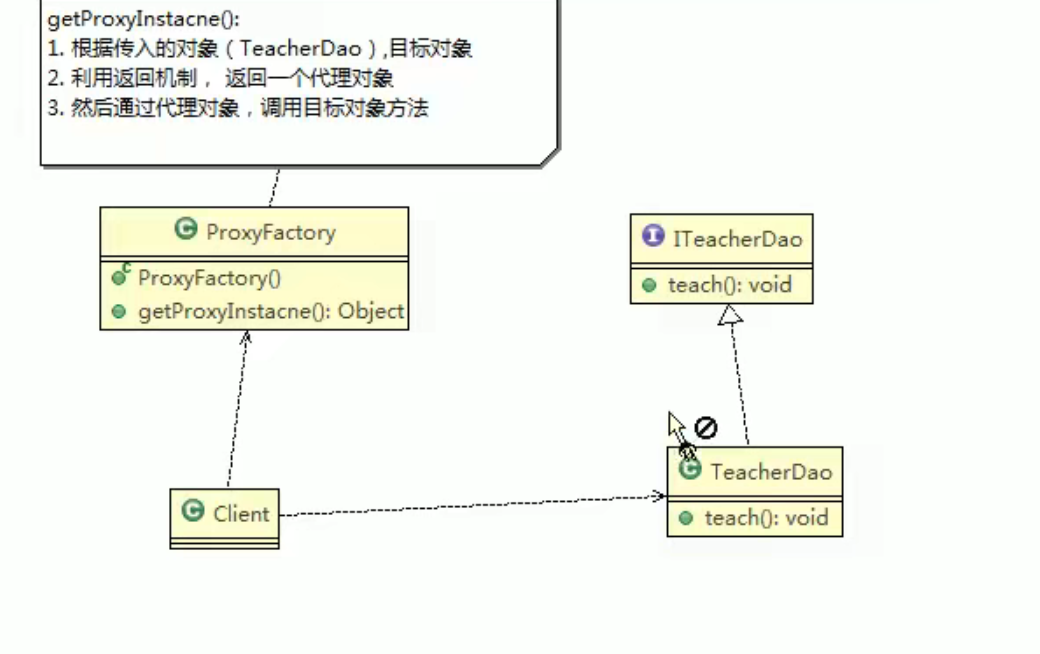 getProxyInstacne():
1. 根据传入的对象（TeacherDao）,目标对象
2. 利用返回机制， 返回一个代理对象
3. 然后通过代理对象，调用目标对象方法
C ProxyFactory
C ProxyFactory()
getProxyInstacne(): Object
I ITeacherDao
teach(): void
C Client
C TeacherDao
teach(): void